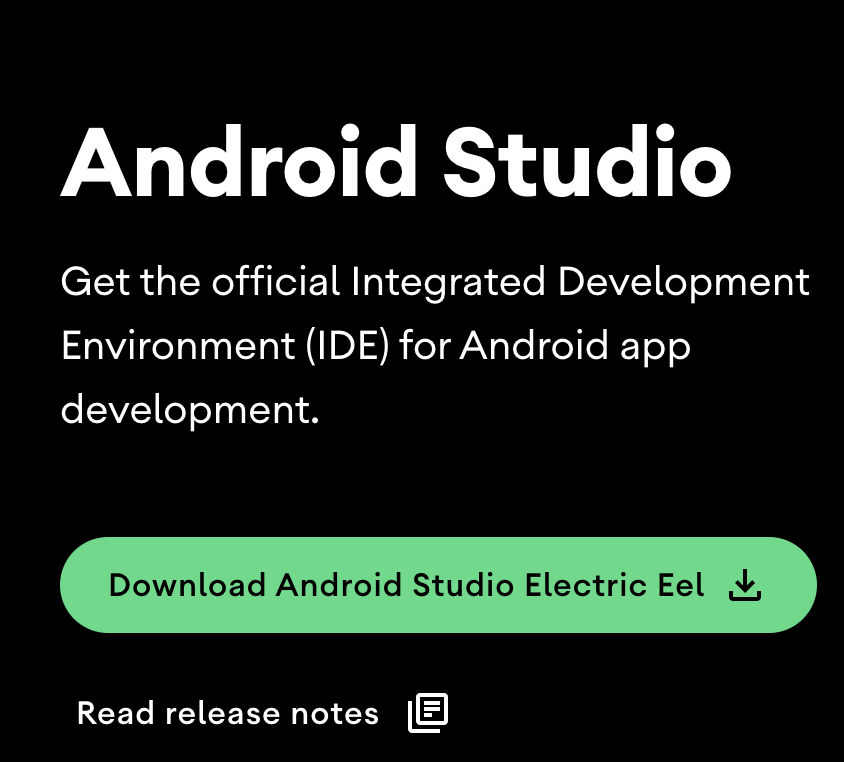 Android Studio
Get the official Integrated Development
Environment (IDE) for Android app
development.
Download Android Studio Electric Eel
Read release notes